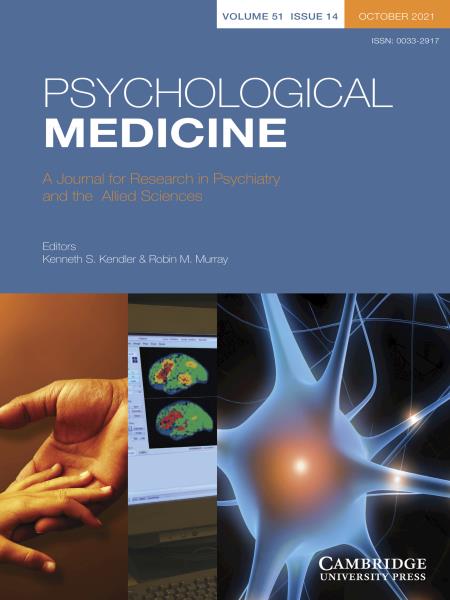 VOLUME 51 ISSUE 14
OCTOBER 2021
ISSN: 0033-2917
PSYCHOLOGICAL
MEDICINE
A Journal for Research in Psychiatry
and the Allied Sciences
Editors
Kenneth S. Kendler & Robin M. Murray
CAMBRIDGE
UNIVERSITY PRESS